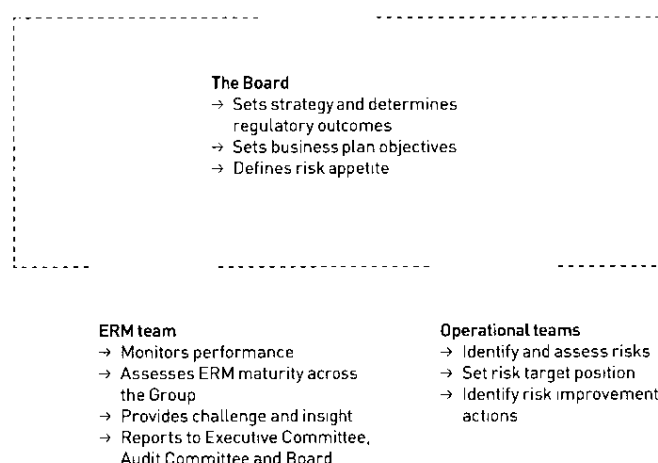 The Board
→ Sets strategy and determines
regulatory outcomes
→ Sets business plan objectives
→ Defines risk appetite
ERM team
→ Monitors performance
→ Assesses ERM maturity across
the Group
→ Provides challenge and insight
→ Reports to Executive Committee,
Audit Committee and Board
Operational teams
→ Identify and assess risks
→ Set risk target position
→ Identify risk improvement
actions